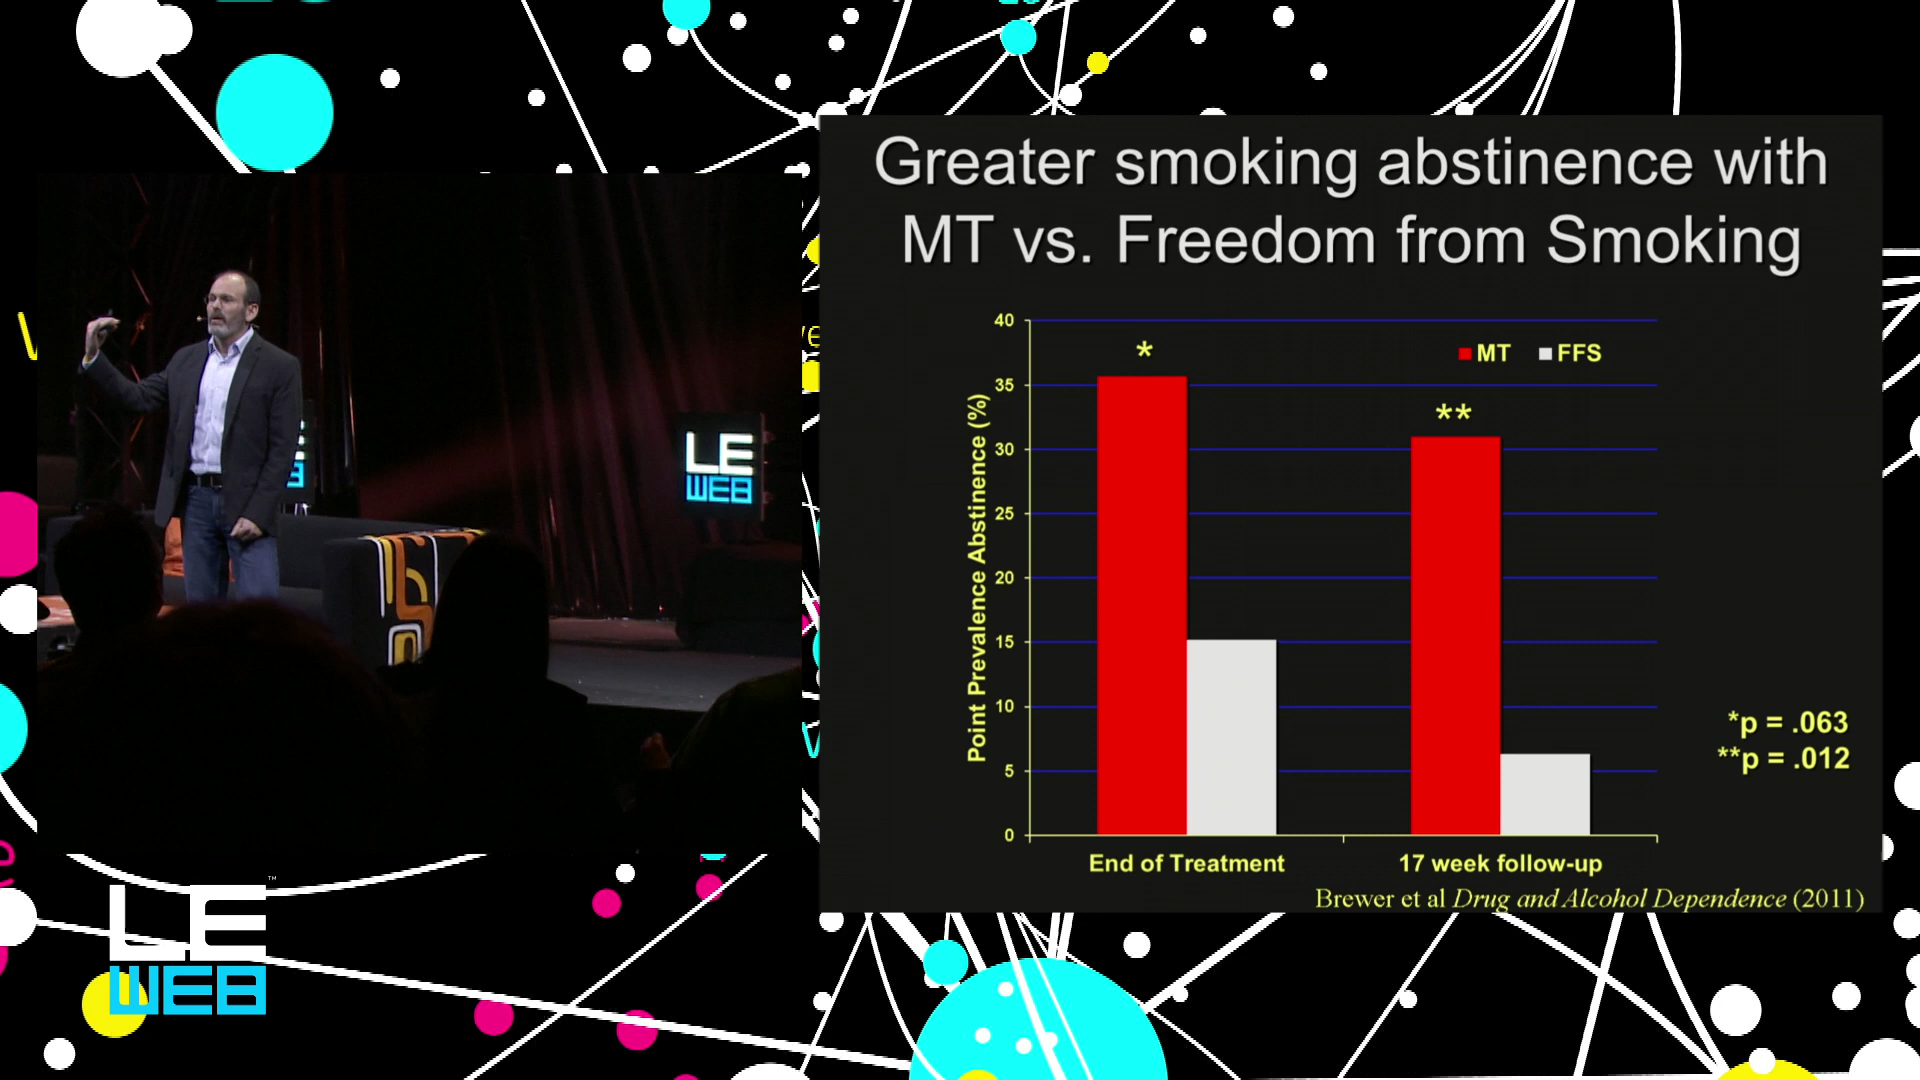 Greater smoking abstinence with
MT vs. Freedom from Smoking
40
35
30
25
20
15
10
5
0
Point Prevalence Abstinence (%)
*
**
MT
FFS
*p = .063
**p = .012
End of Treatment
17 week follow-up
Brewer et al Drug and Alcohol Dependence (2011)
LE
WEB
LE
WEB
™